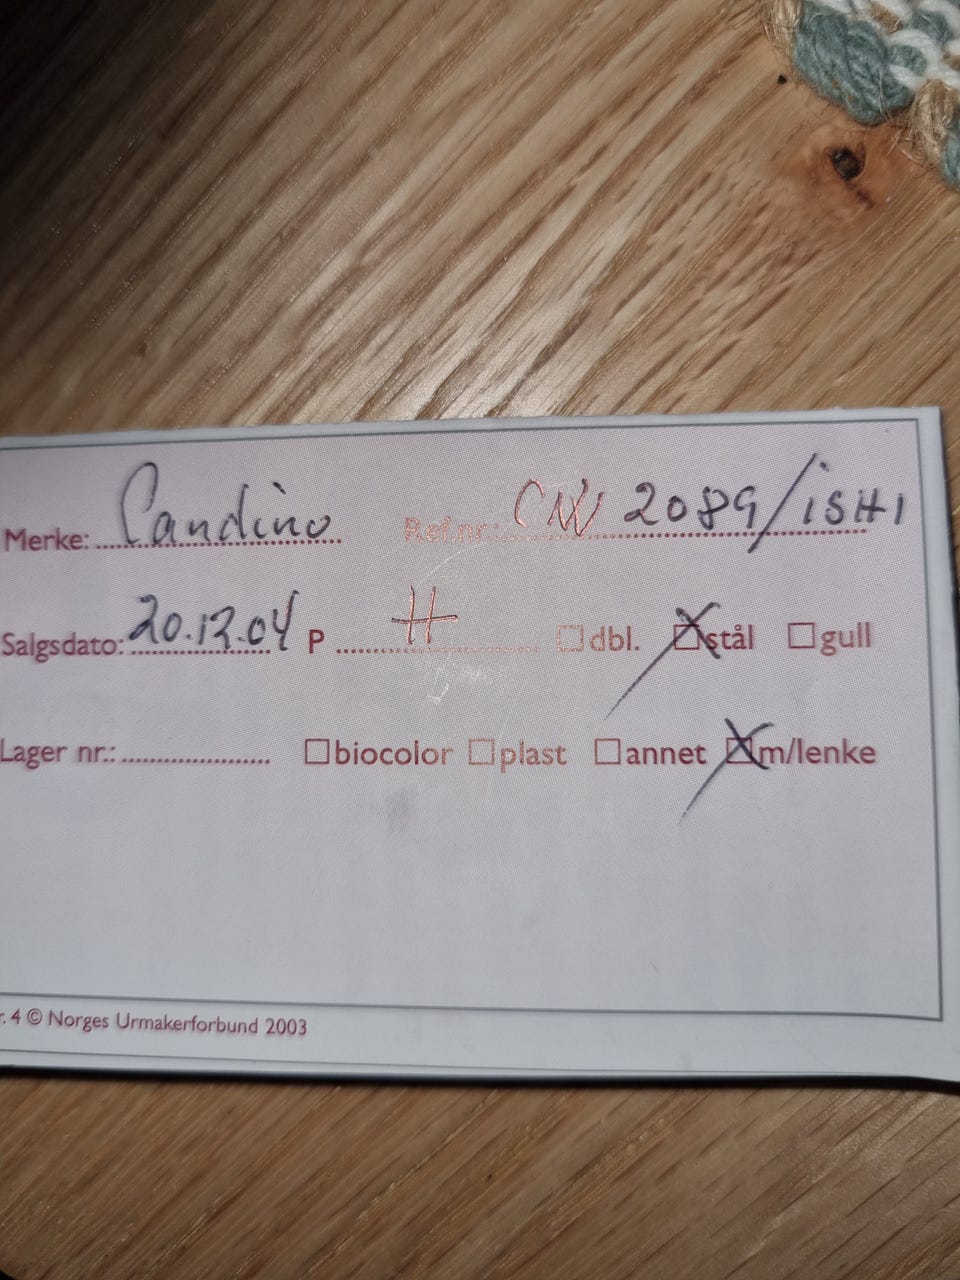 Merke: Candino Ref.nr.: CNW 2089/iSH1
Salgsdato: 20.12.04 P H dbl. stål gull
Lager nr.: biocolor plast annet m/lenke
. 4 © Norges Urmakerforbund 2003